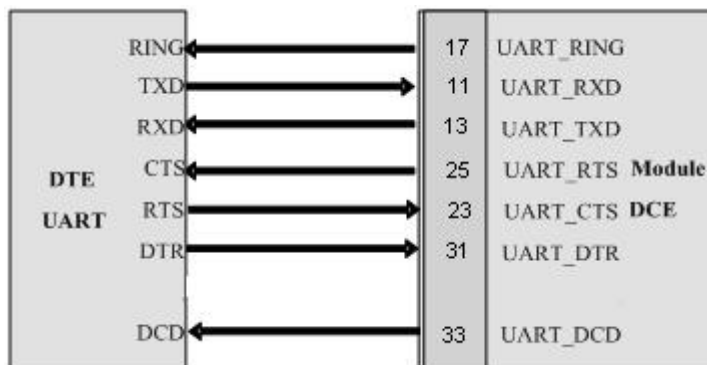 RING 17 UART_RING
TXD 11 UART_RXD
RXD 13 UART_TXD
CTS 25 UART_RTS Module
DTE
RTS 23 UART_CTS DCE
UART
DTR 31 UART_DTR
DCD 33 UART_DCD